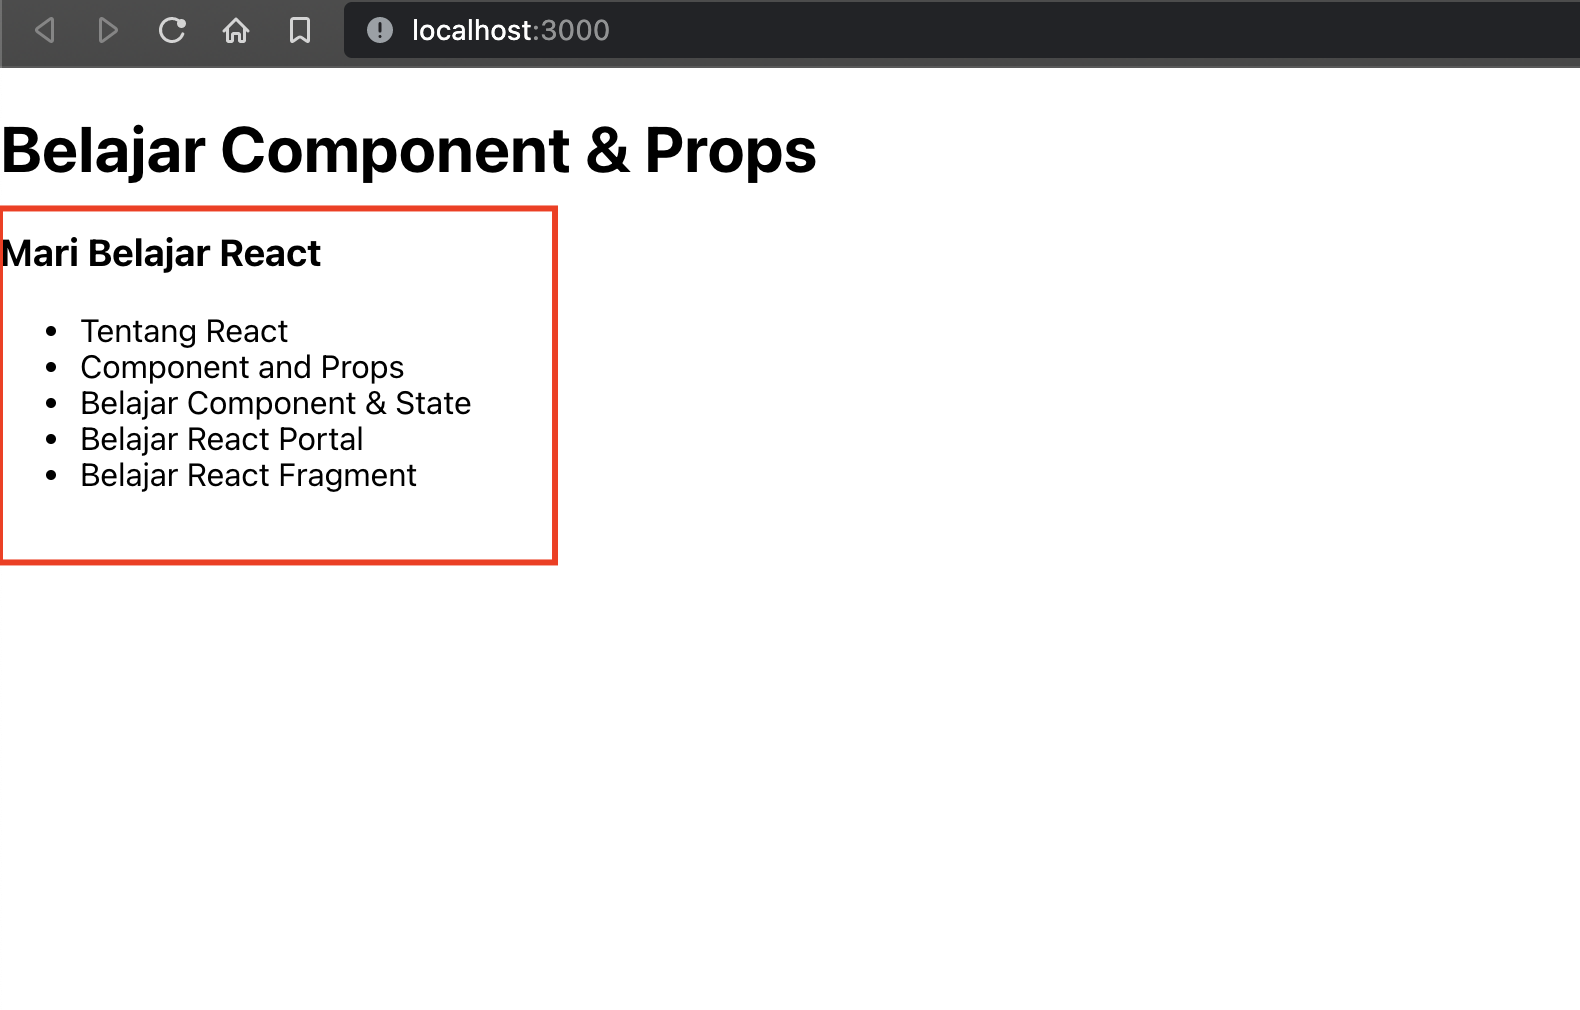 localhost:3000
Belajar Component & Props
Mari Belajar React
Tentang React
Component and Props
Belajar Component & State
Belajar React Portal
Belajar React Fragment